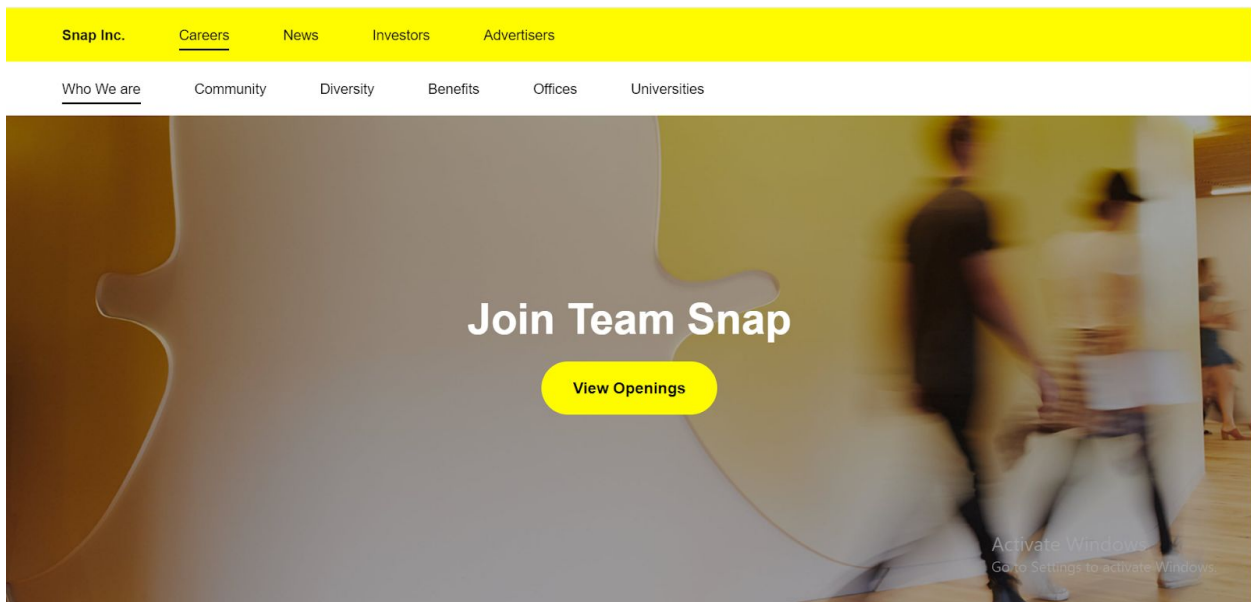 Snap Inc. Careers News Investors Advertisers
Who We are Community Diversity Benefits Offices Universities
Join Team Snap
View Openings
Activate Windows
Go to Settings to activate Windows.